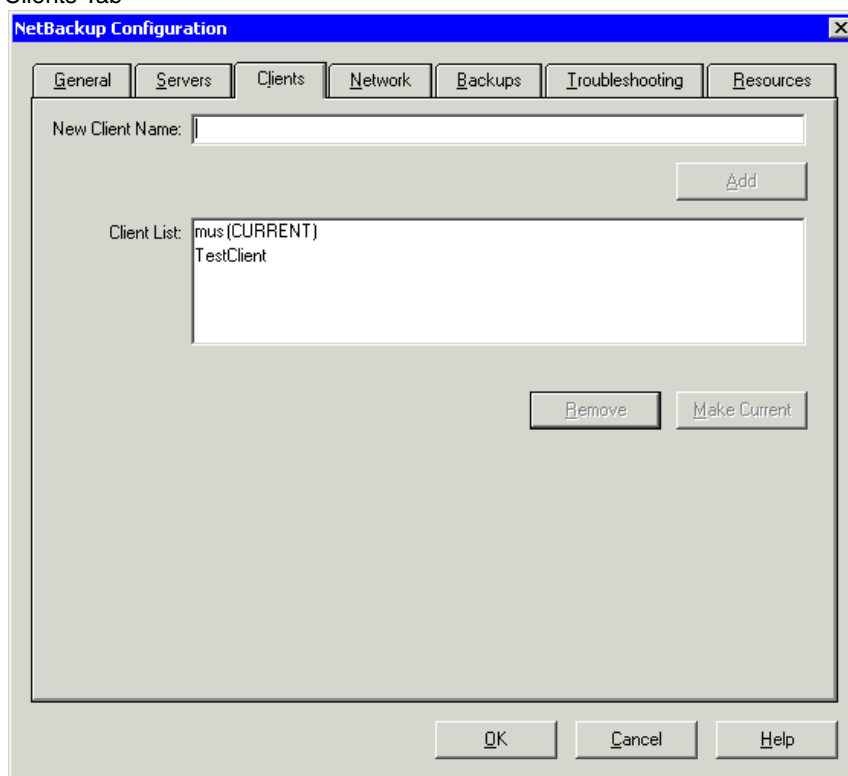 Clients Tab
NetBackup Configuration
General Servers Clients Network Backups Troubleshooting Resources
New Client Name:
Add
Client List: mus (CURRENT)
TestClient
Remove Make Current
OK Cancel Help